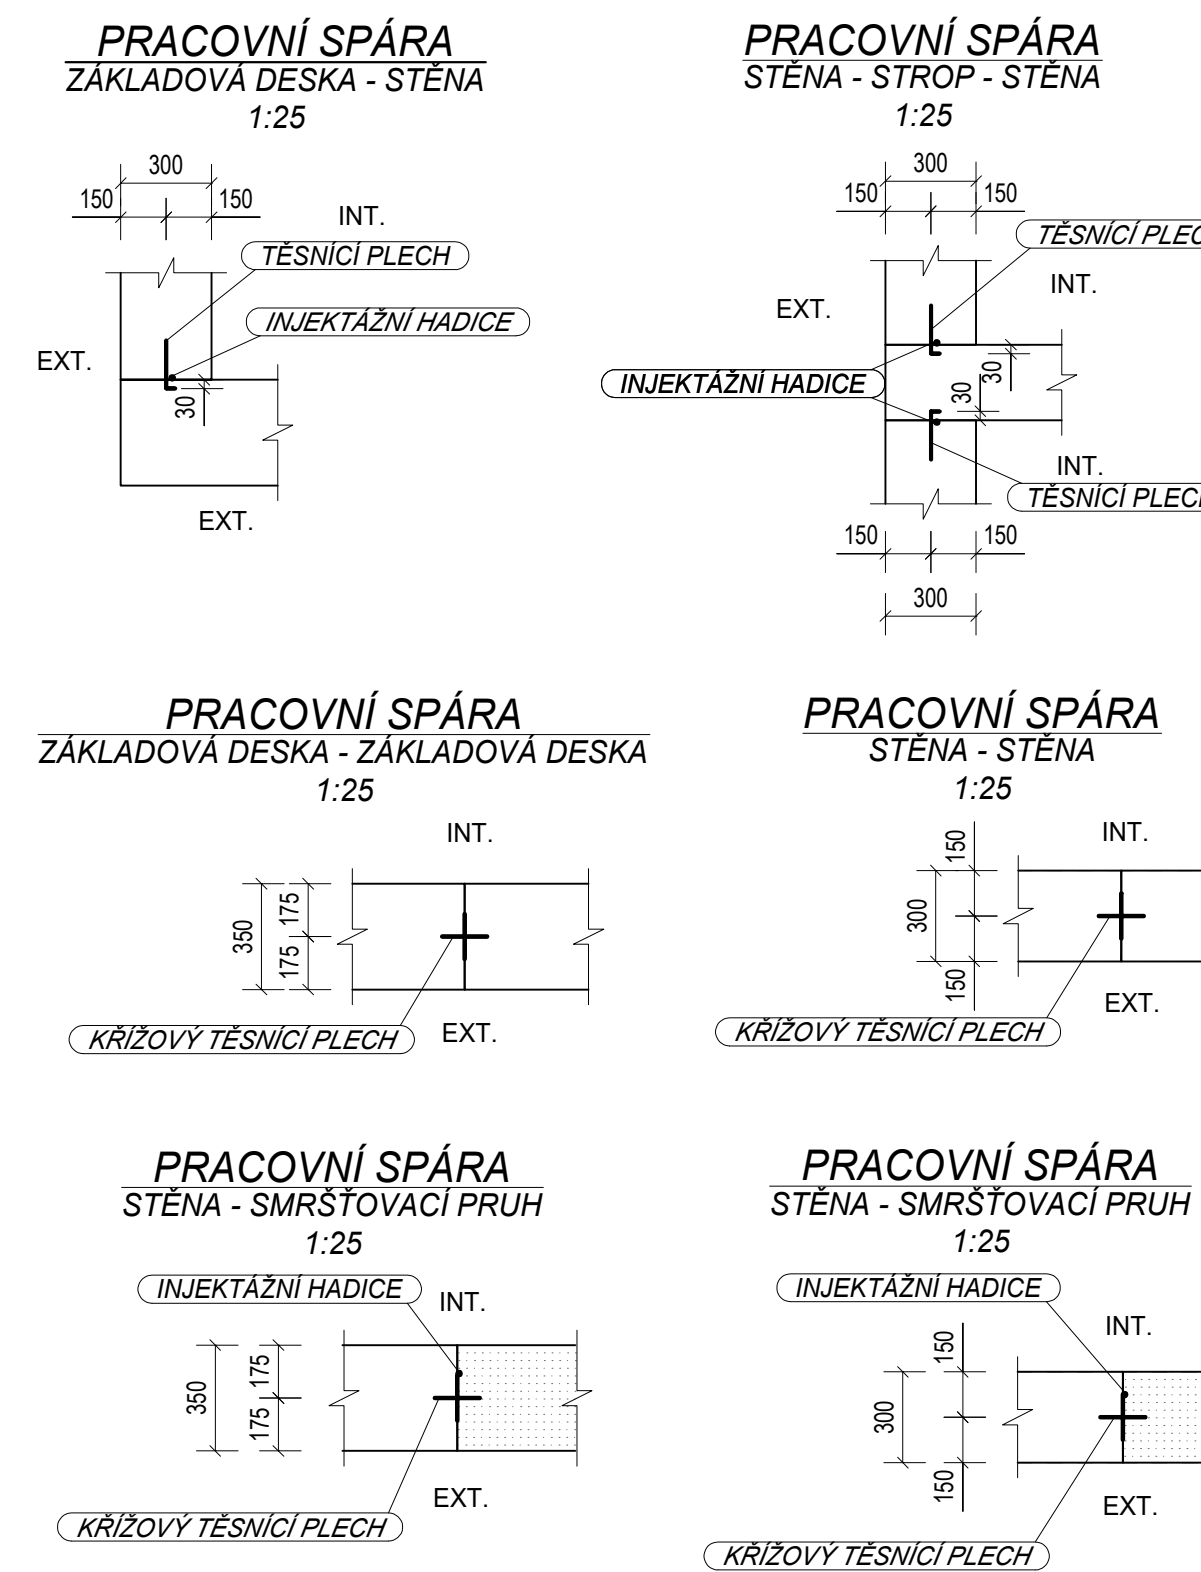 PRACOVNÍ SPÁRA
ZÁKLADOVÁ DESKA - STĚNA
1:25
300
150
150
INT.
TĚSNÍCÍ PLECH
INJEKTÁŽNÍ HADICE
EXT.
30
EXT.
PRACOVNÍ SPÁRA
STĚNA - STROP - STĚNA
1:25
300
150
150
TĚSNÍCÍ PLEC
INT.
EXT.
INJEKTÁŽNÍ HADICE
30
30
INT.
TĚSNÍCÍ PLECH
150
150
300
PRACOVNÍ SPÁRA
ZÁKLADOVÁ DESKA - ZÁKLADOVÁ DESKA
1:25
INT.
350
175
175
KŘÍŽOVÝ TĚSNÍCÍ PLECH
EXT.
PRACOVNÍ SPÁRA
STĚNA - STĚNA
1:25
150
INT.
300
150
EXT.
KŘÍŽOVÝ TĚSNÍCÍ PLECH
PRACOVNÍ SPÁRA
STĚNA - SMRŠŤOVACÍ PRUH
1:25
INJEKTÁŽNÍ HADICE
INT.
350
175
175
EXT.
KŘÍŽOVÝ TĚSNÍCÍ PLECH
PRACOVNÍ SPÁRA
STĚNA - SMRŠŤOVACÍ PRUH
1:25
INJEKTÁŽNÍ HADICE
INT.
150
300
150
EXT.
KŘÍŽOVÝ TĚSNÍCÍ PLECH